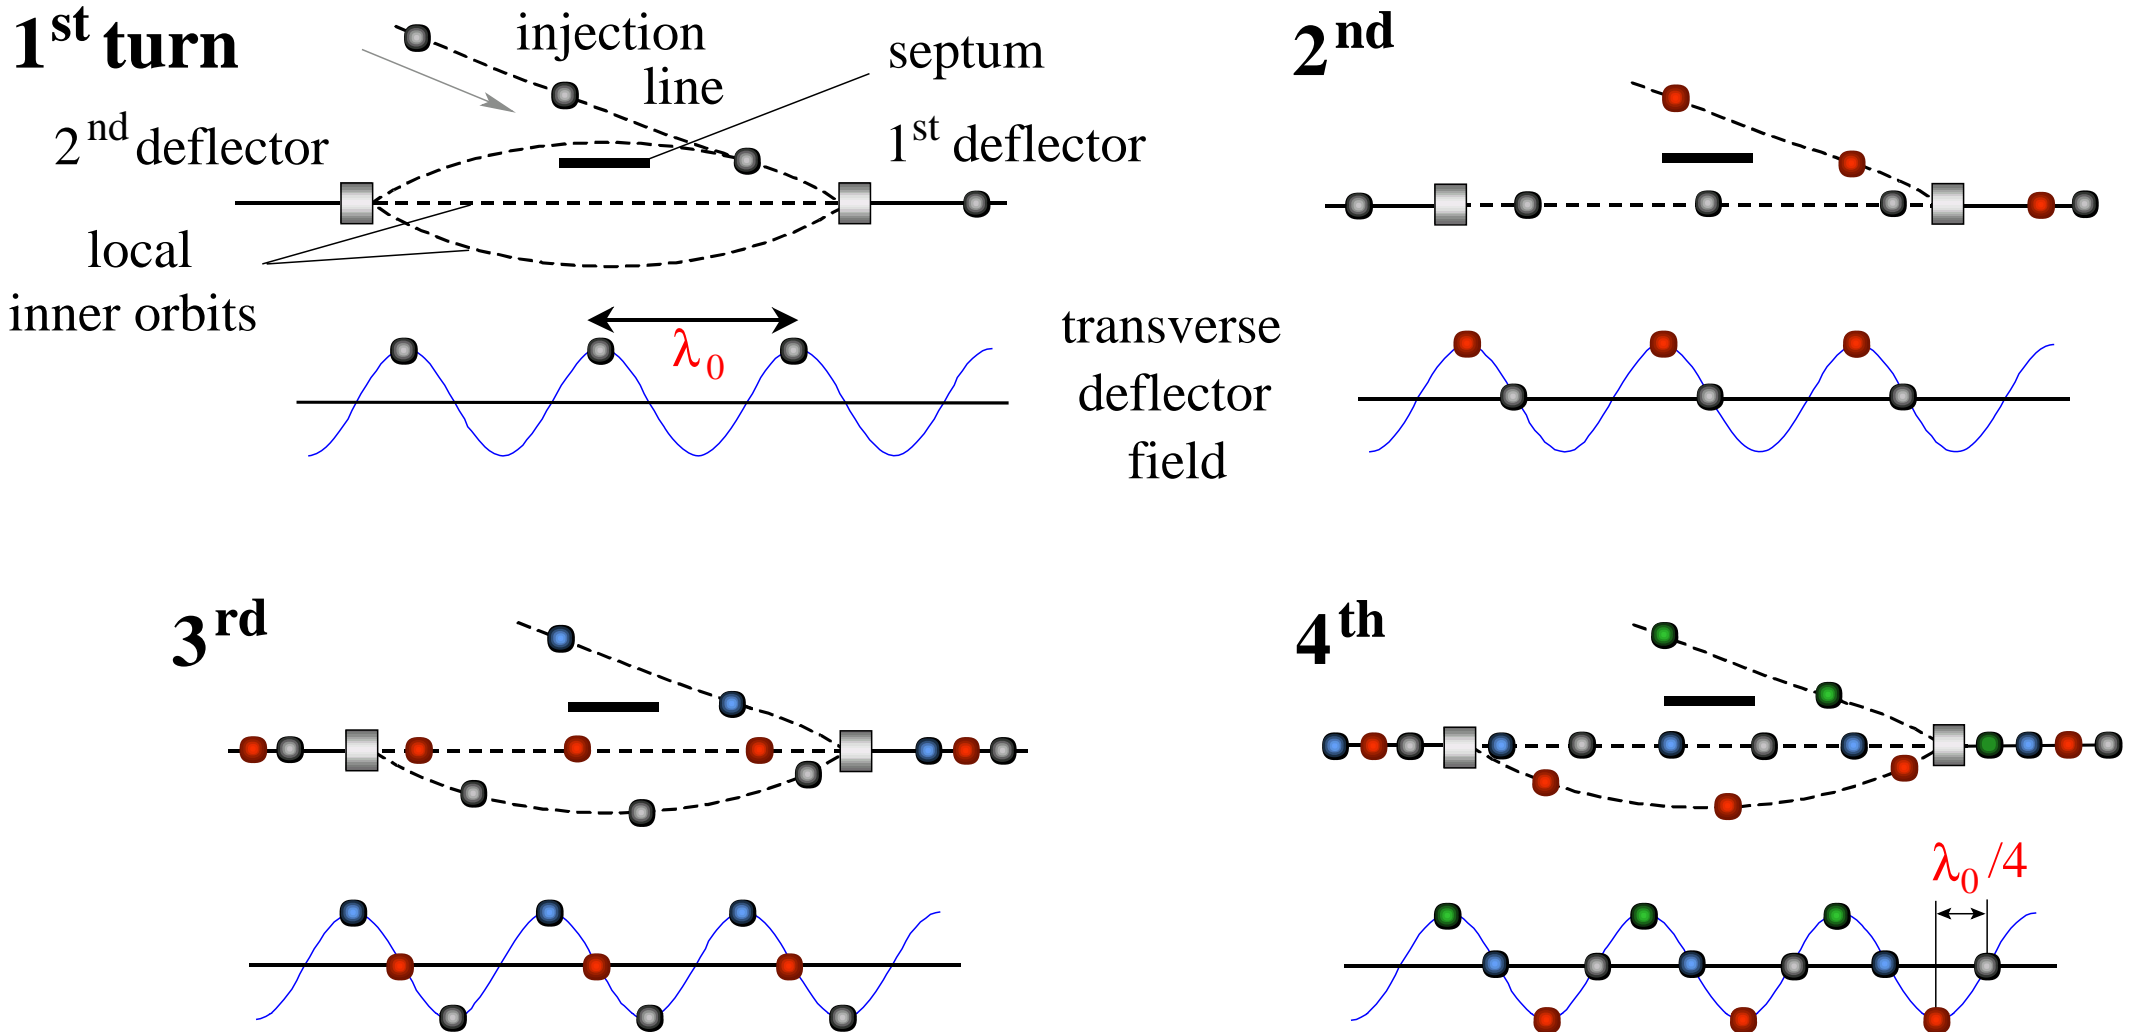 1st turn
injection
line
septum
2nd deflector
1st deflector
local
inner orbits
λ0
transverse
deflector
field
2nd
3rd
4th
λ0/4